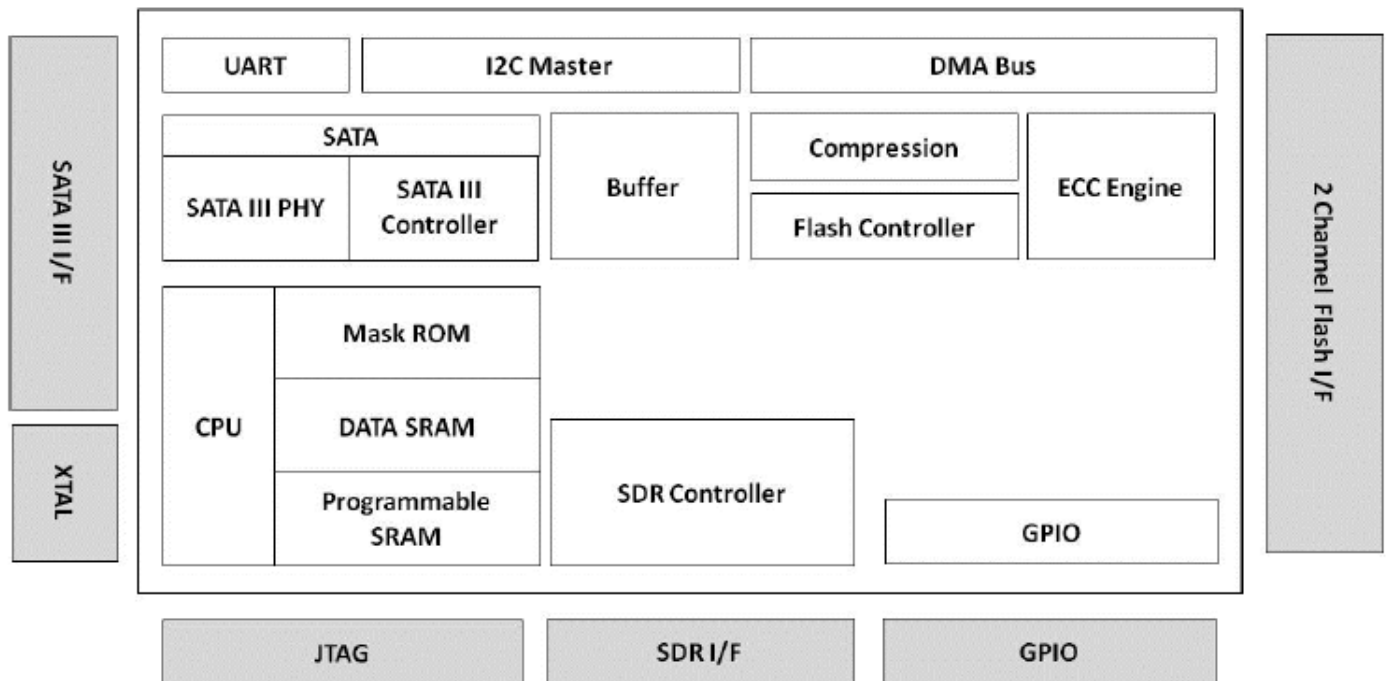 UART
I2C Master
DMA Bus
SATA
SATA III PHY
SATA III
Controller
Buffer
Compression
Flash Controller
ECC Engine
CPU
Mask ROM
DATA SRAM
Programmable
SRAM
SDR Controller
GPIO
SATA III I/F
XTAL
2 Channel Flash I/F
JTAG
SDR I/F
GPIO